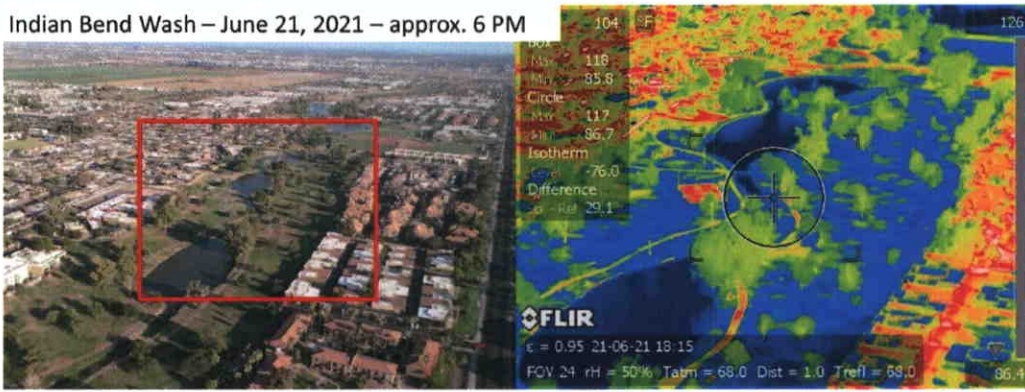 Indian Bend Wash – June 21, 2021 – approx. 6 PM
104 °F
126
Box
Max 118
Min 85.8
Circle
Max 117
Min 86.7
Isotherm
-76.0
Difference
Ref 29.1
FLIR
ε = 0.95 21-06-21 18:15
FOV 24 rH = 50% Tatm = 68.0 Dist = 1.0 Trefl = 68.0 86.4